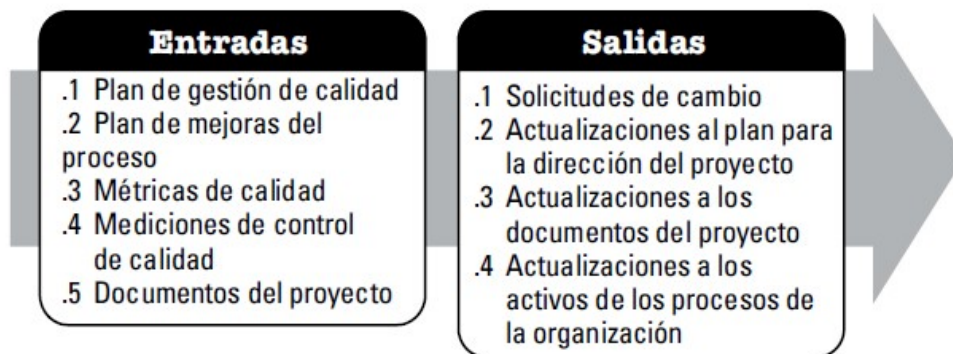 Entradas
.1 Plan de gestión de calidad
.2 Plan de mejoras del
proceso
.3 Métricas de calidad
.4 Mediciones de control
de calidad
.5 Documentos del proyecto
Salidas
.1 Solicitudes de cambio
.2 Actualizaciones al plan para
la dirección del proyecto
.3 Actualizaciones a los
documentos del proyecto
.4 Actualizaciones a los
activos de los procesos de
la organización